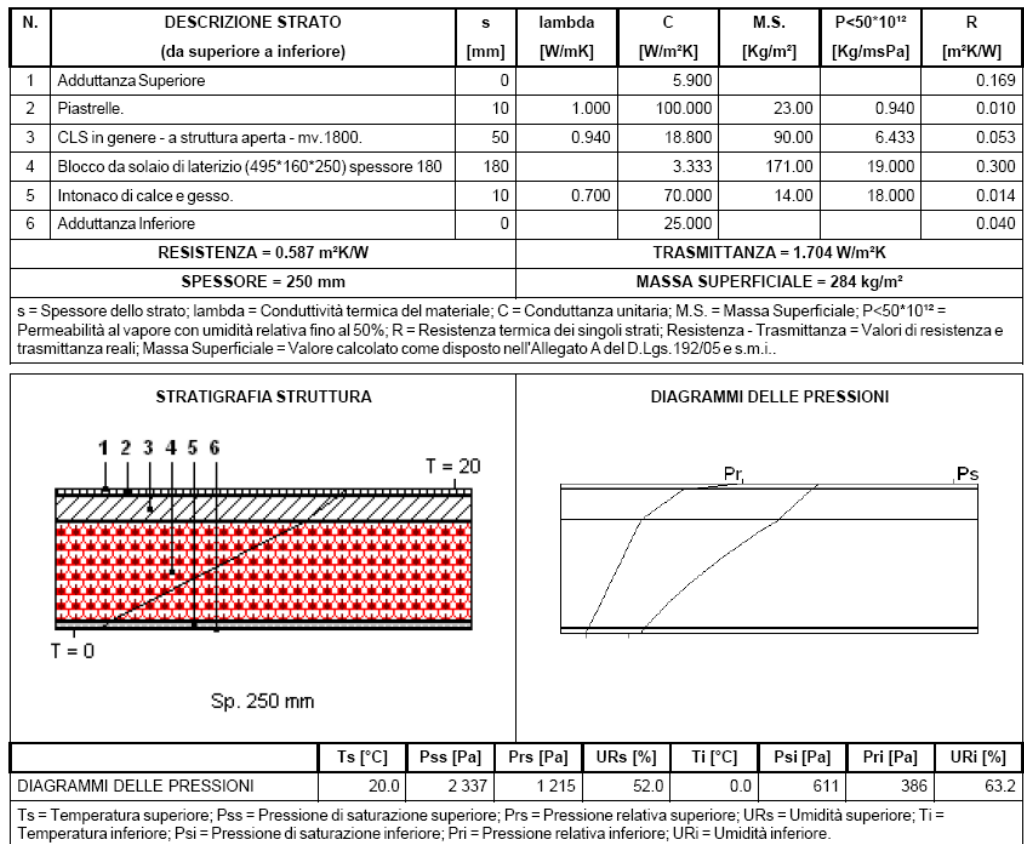 N. DESCRIZIONE STRATO s lambda C M.S. P<50*10¹² R
(da superiore a inferiore) [mm] [W/mK] [W/m²K] [Kg/m²] [Kg/msPa] [m²K/W]
1 Adduttanza Superiore 0 5.900 0.169
2 Piastrelle. 10 1.000 100.000 23.00 0.940 0.010
3 CLS in genere - a struttura aperta - mv.1800. 50 0.940 18.800 90.00 6.433 0.053
4 Blocco da solaio di laterizio (495*160*250) spessore 180 180 3.333 171.00 19.000 0.300
5 Intonaco di calce e gesso. 10 0.700 70.000 14.00 18.000 0.014
6 Adduttanza Inferiore 0 25.000 0.040
RESISTENZA = 0.587 m²K/W TRASMITTANZA = 1.704 W/m²K
SPESSORE = 250 mm MASSA SUPERFICIALE = 284 kg/m²
s = Spessore dello strato; lambda = Conduttività termica del materiale; C = Conduttanza unitaria; M.S. = Massa Superficiale; P<50*10¹² =
Permeabilità al vapore con umidità relativa fino al 50%; R = Resistenza termica dei singoli strati; Resistenza - Trasmittanza = Valori di resistenza e
trasmittanza reali; Massa Superficiale = Valore calcolato come disposto nell'Allegato A del D.Lgs.192/05 e s.m.i..
STRATIGRAFIA STRUTTURA
1 2 3 4 5 6
T = 20
T = 0
Sp. 250 mm
DIAGRAMMI DELLE PRESSIONI
Pr Ps
Ts [°C] Pss [Pa] Prs [Pa] URs [%] Ti [°C] Psi [Pa] Pri [Pa] URi [%]
DIAGRAMMI DELLE PRESSIONI 20.0 2 337 1 215 52.0 0.0 611 386 63.2
Ts = Temperatura superiore; Pss = Pressione di saturazione superiore; Prs = Pressione relativa superiore; URs = Umidità superiore; Ti =
Temperatura inferiore; Psi = Pressione di saturazione inferiore; Pri = Pressione relativa inferiore; URi = Umidità inferiore.